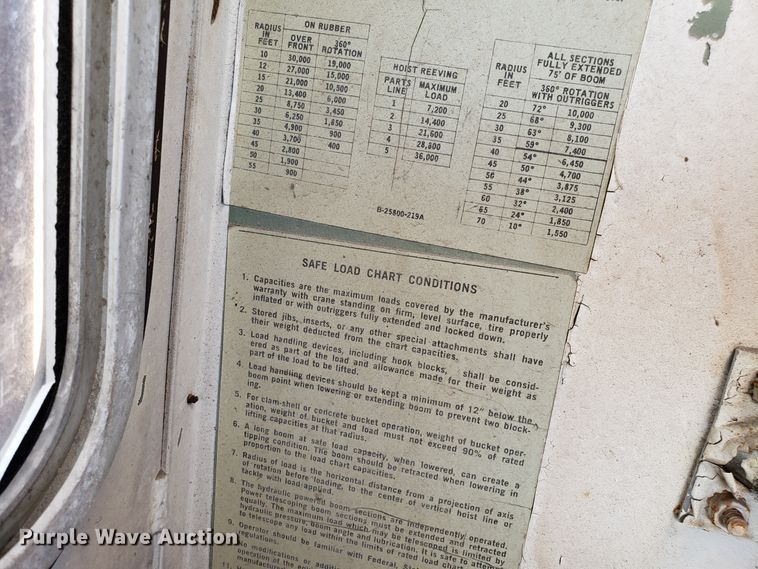 ON RUBBER
RADIUS IN FEET OVER FRONT 360° ROTATION
10 30,000 19,000
12 27,000 15,000
15 21,000 10,500
20 13,400 6,000
25 8,750 3,450
30 6,250 1,850
35 4,900 900
40 3,700 400
45 2,800
50 1,900
55 900
HOIST REEVING
PARTS LINE MAXIMUM LOAD
1 7,200
2 14,400
3 21,600
4 28,800
5 36,000
RADIUS IN FEET
ALL SECTIONS
FULLY EXTENDED
75' OF BOOM
360° ROTATION
WITH OUTRIGGERS
20 72° 10,000
25 68° 9,300
30 63° 8,100
35 59° 7,400
40 54° 6,450
45 50° 4,700
50 44° 3,875
55 38° 3,125
60 32° 2,400
65 24° 1,850
70 10° 1,550
B-25800-219A
SAFE LOAD CHART CONDITIONS
1. Capacities are the maximum loads covered by the manufacturer's
warranty with crane standing on firm, level surface, tire properly
inflated or with outriggers fully extended and locked down.
2. Stored jibs, inserts, or any other special attachments shall have
their weight deducted from the chart capacities.
3. Load handling devices, including hook blocks, shall be consid-
ered as part of the load and allowance made for their weight as
part of the load to be lifted.
4. Load handling devices should be kept a minimum of 12" below the
boom point when lowering or extending boom to prevent two block-
ing.
5. For clam-shell or concrete bucket operation, weight of bucket oper-
ation, weight of bucket and load must not exceed 90% of rated
lifting capacities at that radius.
6. A long boom at safe load capacity, when lowered, can create a
tipping condition. The boom should be retracted when lowering in
proportion to the load chart capacities.
7. Radius of load is the horizontal distance from a projection of axis
of rotation before loading, to the center of vertical hoist line or
tackle with load applied.
8. The hydraulic powered boom sections are independently operated.
Power telescoping boom sections must be extended and retracted
equally. The maximum load which may be telescoped is limited by
hydraulic pressure, boom angle and lubrication. It is safe to attempt
to telescope any load within the limits of rated load chart.
9. Operator should be familiar with Federal,
regulations.
modifications or
operation of the
11.
manufacturer
Purple Wave Auction